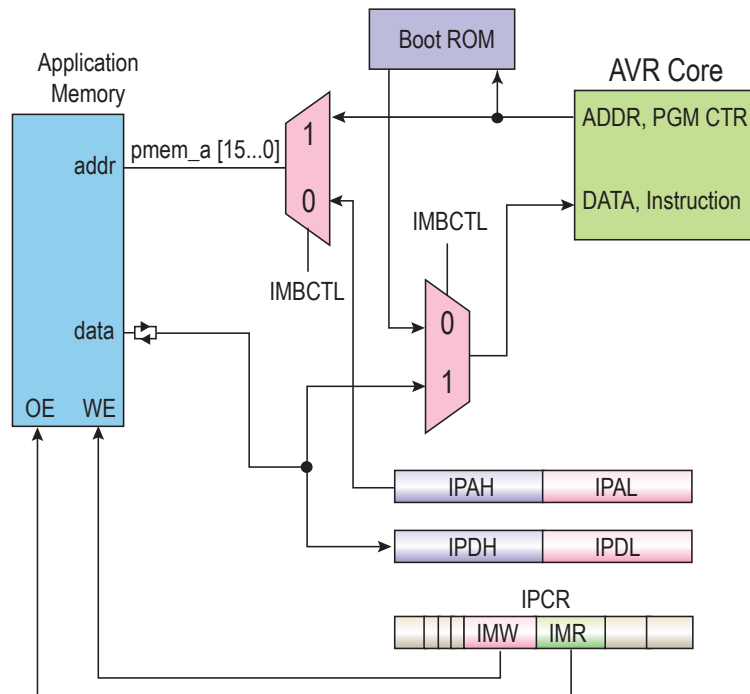 Boot ROM
Application
Memory
AVR Core
ADDR, PGM CTR
1
addr
pmem_a [15...0]
0
DATA, Instruction
IMBCTL
IMBCTL
data
0
1
OE WE
IPAH IPAL
IPDH IPDL
IPCR
IMW IMR